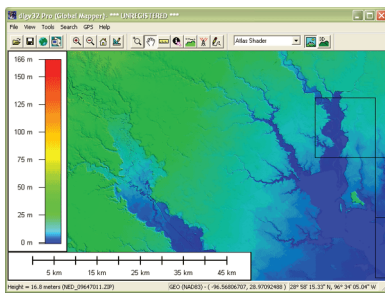 dlgv32 Pro (Global Mapper) *** UNREGISTERED ***
File View Tools Search GPS Help
Atlas Shader
166 m
150 m
125 m
100 m
75 m
50 m
25 m
0 m
5 km 15 km 25 km 35 km 45 km
Height = 16.8 meters (NED_09647011.ZIP) GEO (NAD83) - ( -96.56806707, 28.97092488 ) 28° 58' 15.33" N, 96° 34' 05.04" W